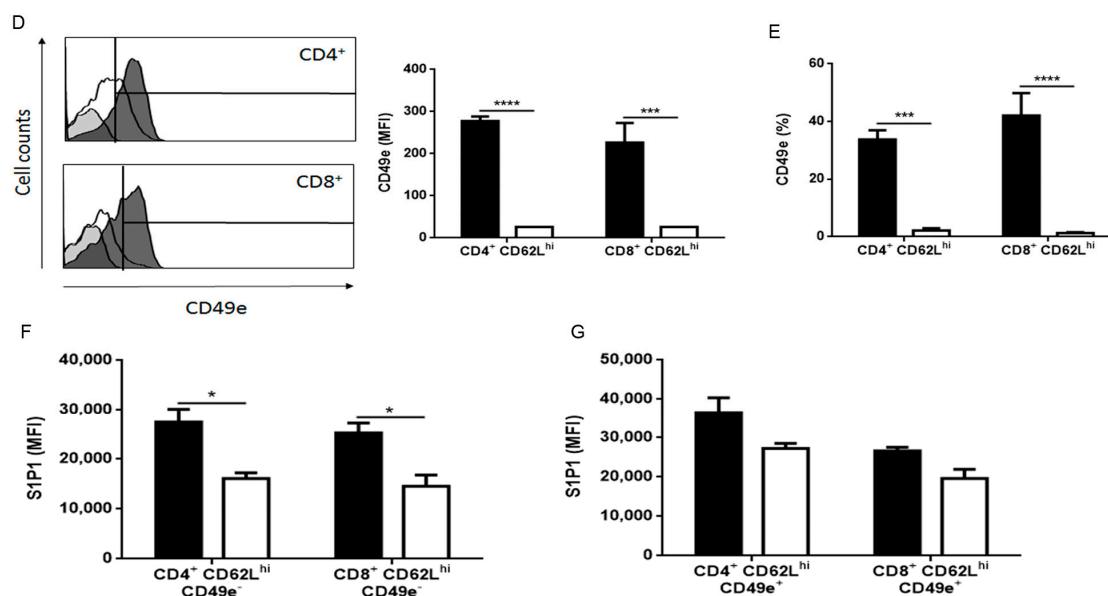 D
CD4⁺
CD8⁺
Cell counts
CD49e
400
300
200
100
0
CD49e (MFI)
****
***
CD4⁺ CD62Lʰⁱ
CD8⁺ CD62Lʰⁱ
E
60
40
20
0
CD49e (%)
***
****
CD4⁺ CD62Lʰⁱ
CD8⁺ CD62Lʰⁱ
F
40,000
30,000
20,000
10,000
0
S1P1 (MFI)
*
*
CD4⁺ CD62Lʰⁱ
CD49e⁻
CD8⁺ CD62Lʰⁱ
CD49e⁻
G
50,000
40,000
30,000
20,000
10,000
0
S1P1 (MFI)
CD4⁺ CD62Lʰⁱ
CD49e⁺
CD8⁺ CD62Lʰⁱ
CD49e⁺